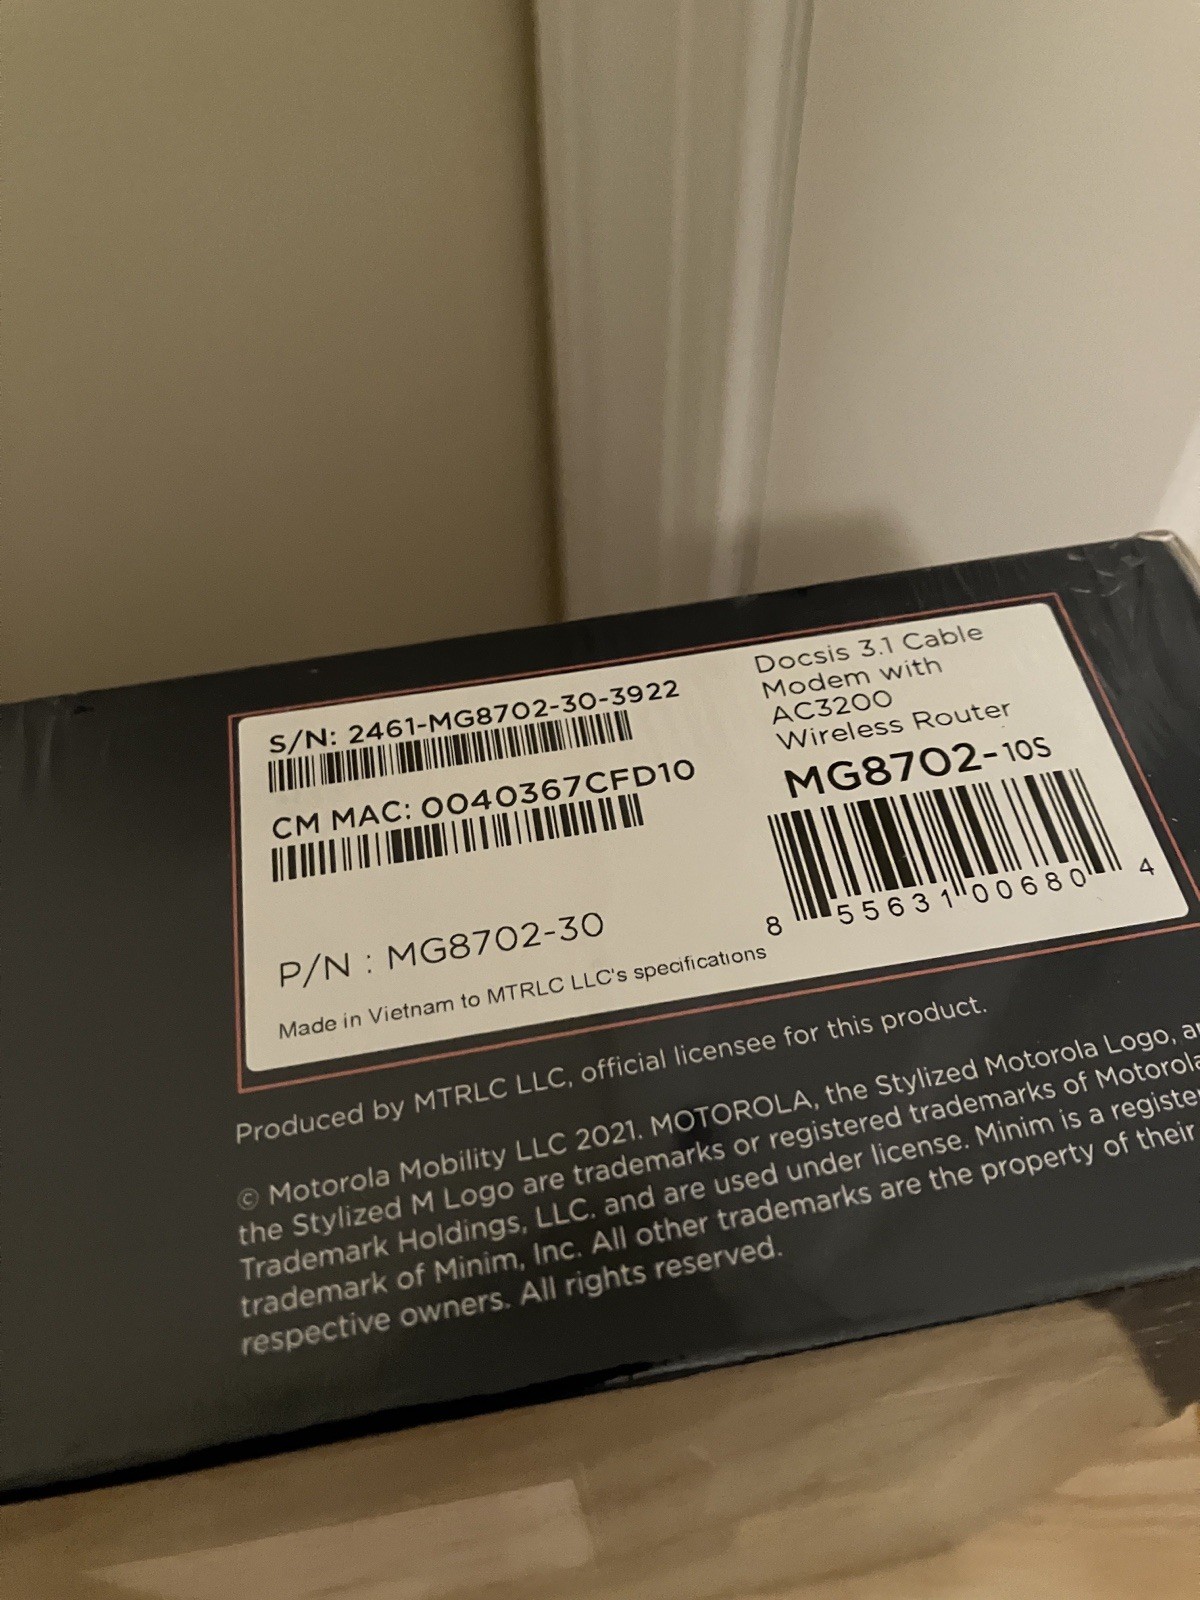 S/N: 2461-MG8702-30-3922
CM MAC: 0040367CFD10
P/N : MG8702-30
Made in Vietnam to MTRLC LLC's specifications
Docsis 3.1 Cable
Modem with
AC3200
Wireless Router
MG8702-10S
8 55631 00680 4
Produced by MTRLC LLC, official licensee for this product.
© Motorola Mobility LLC 2021. MOTOROLA, the Stylized Motorola Logo, a
the Stylized M Logo are trademarks or registered trademarks of Motorola
Trademark Holdings, LLC. and are used under license. Minim is a registe
trademark of Minim, Inc. All other trademarks are the property of their
respective owners. All rights reserved.